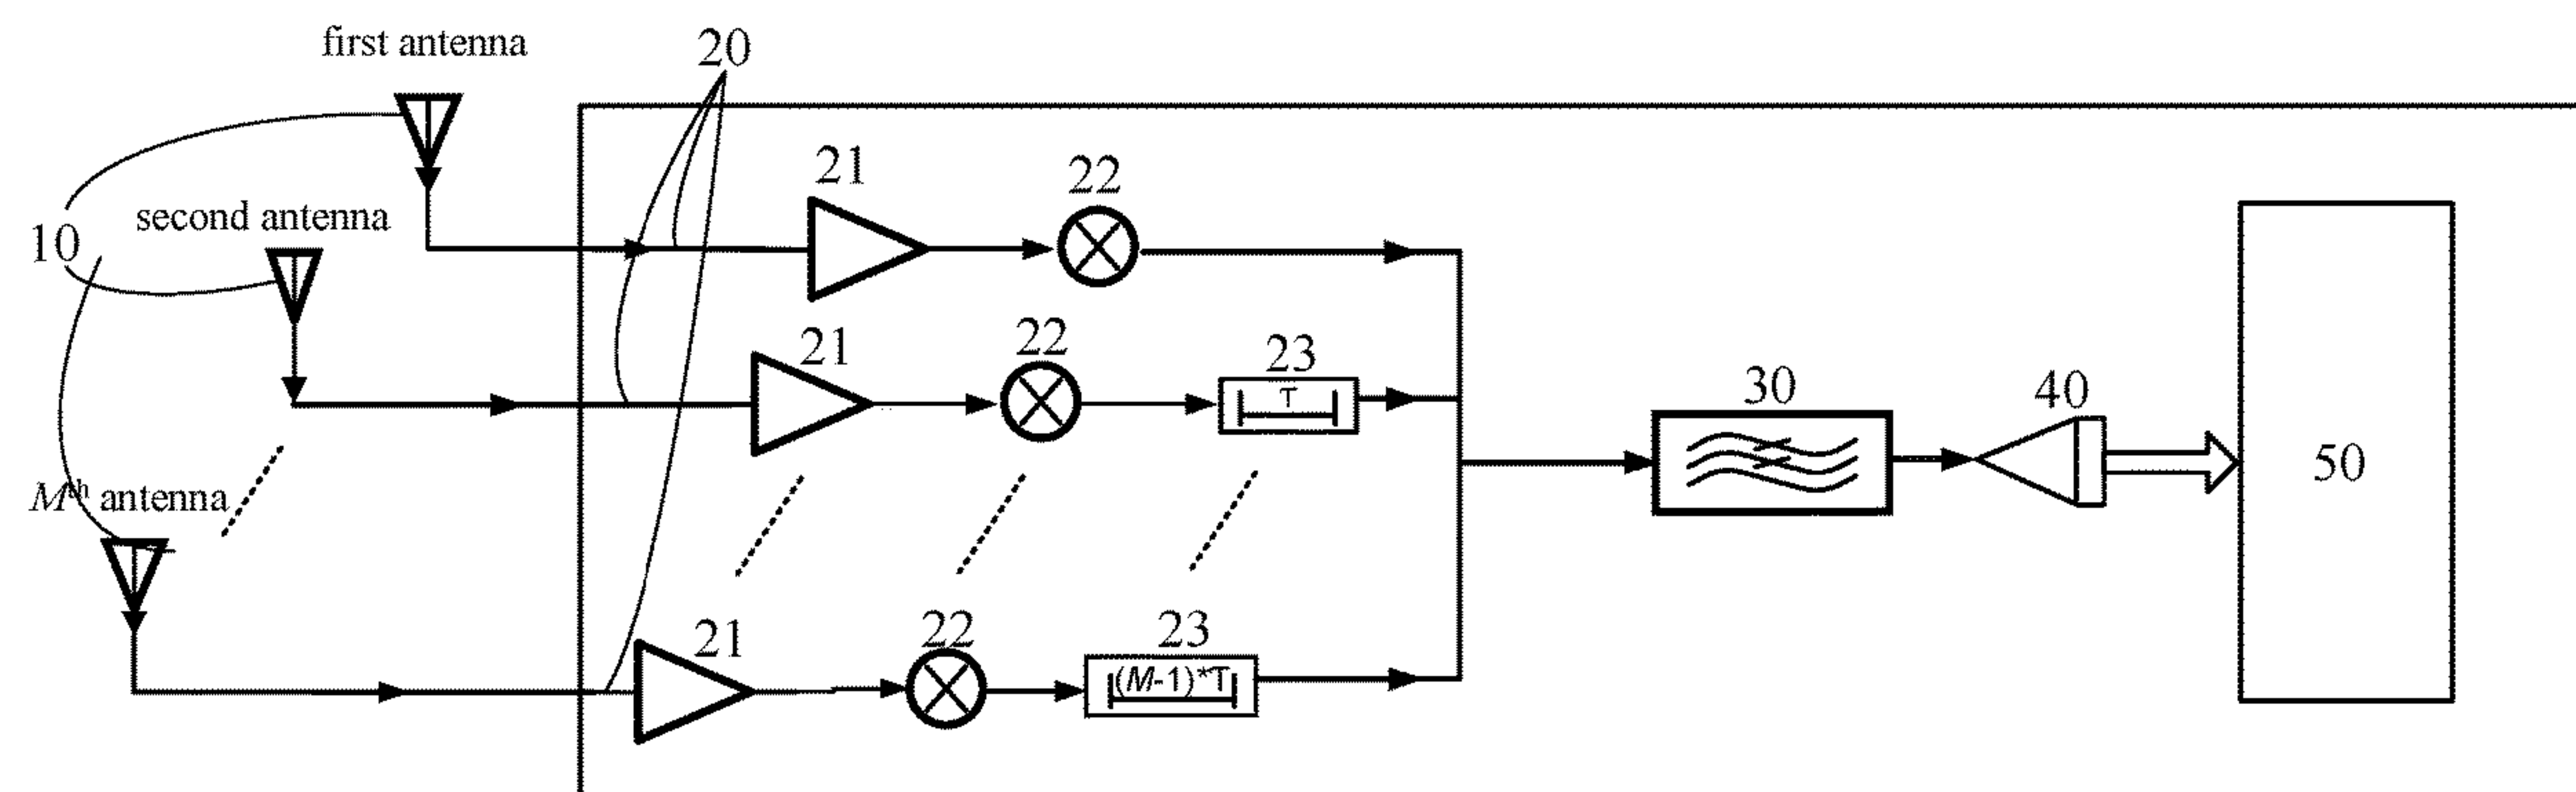 first antenna
20
21
22
second antenna
10
21
22
23
τ
30
40
50
Mth antenna
21
22
23
(M-1)*τ